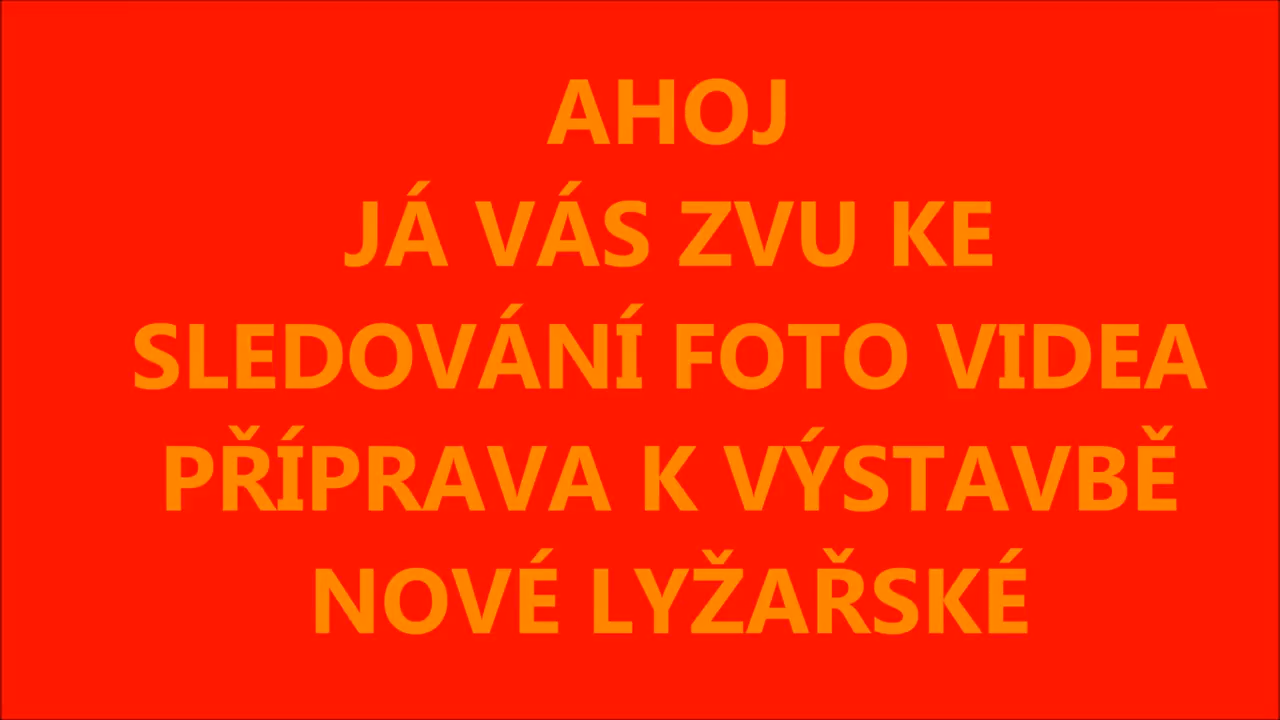 AHOJ
JÁ VÁS ZVU KE
SLEDOVÁNÍ FOTO VIDEA
PŘÍPRAVA K VÝSTAVBĚ
NOVÉ LYŽAŘSKÉ